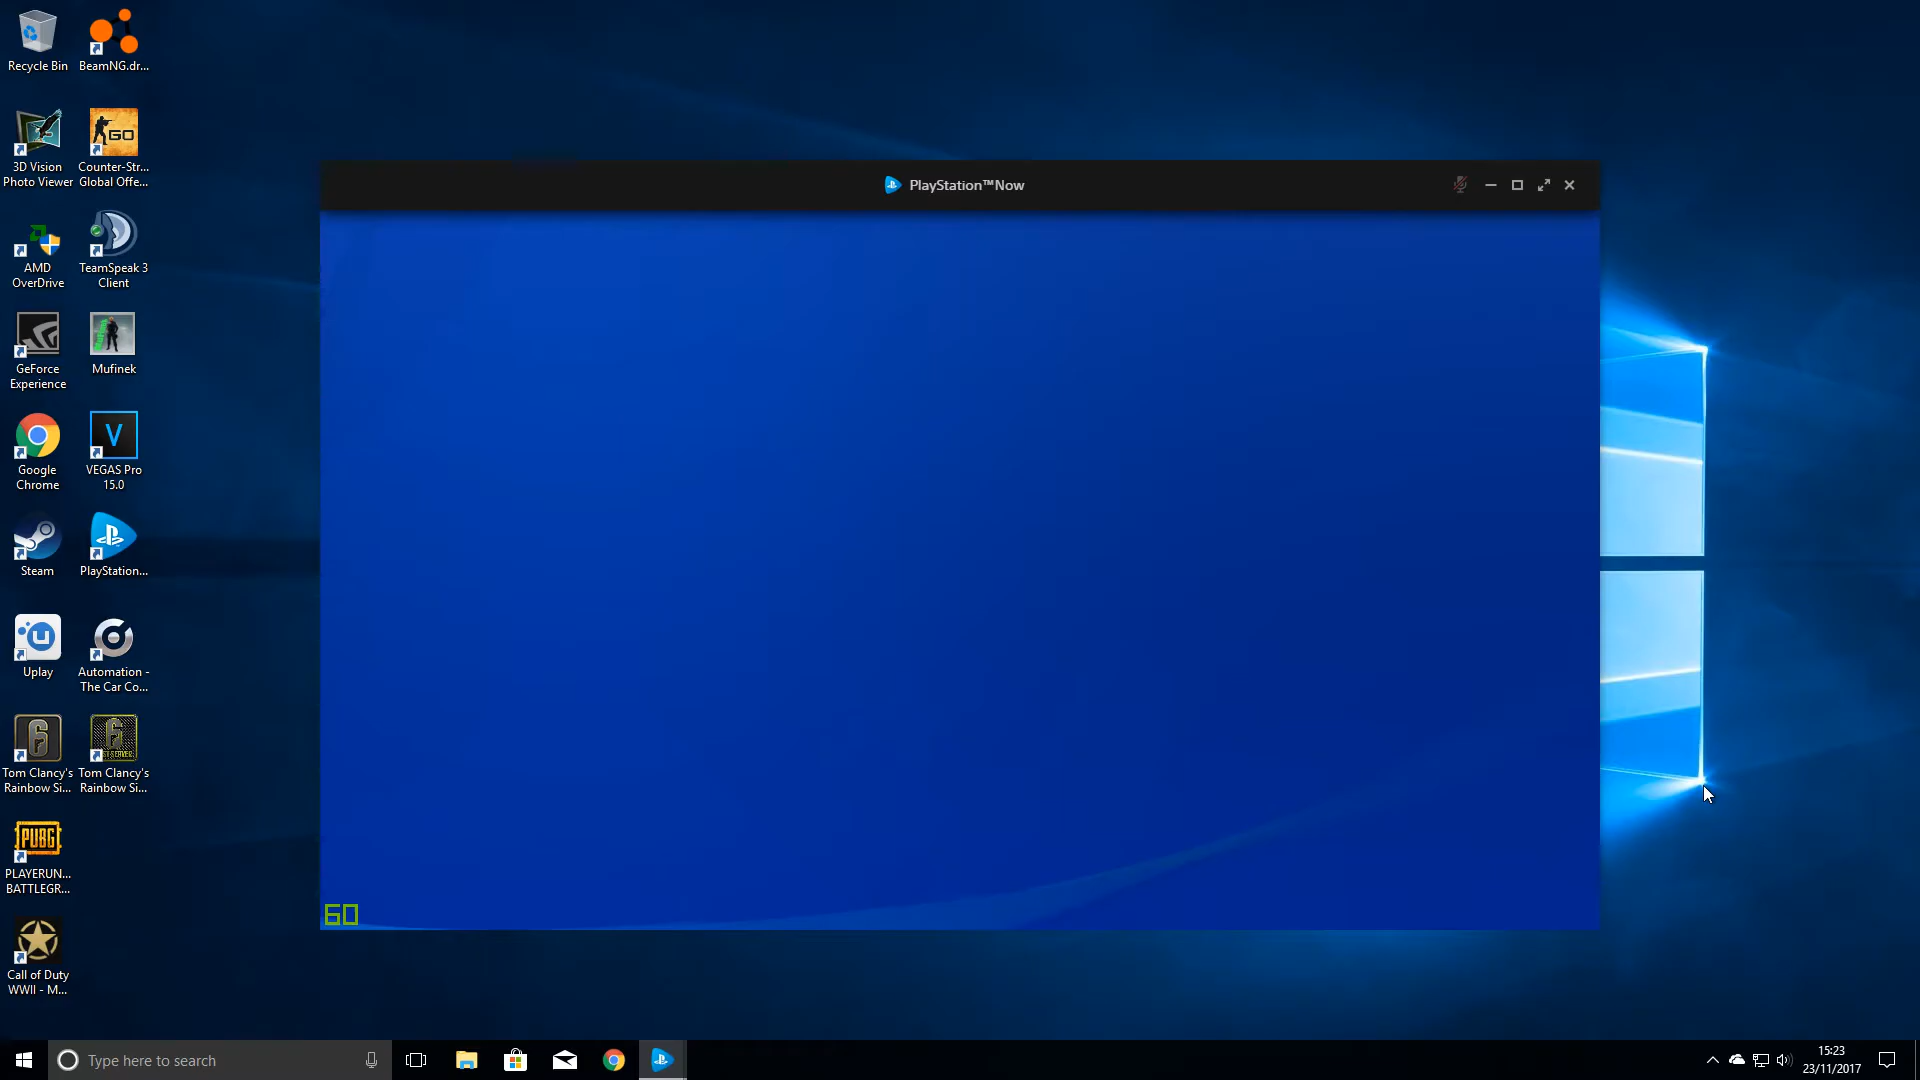 Recycle Bin
BeamNG.dr...
3D Vision
Photo Viewer
Counter-Str...
Global Offe...
AMD
OverDrive
TeamSpeak 3
Client
GeForce
Experience
Mufinek
Google
Chrome
VEGAS Pro
15.0
Steam
PlayStation...
Uplay
Automation -
The Car Co...
Tom Clancy's
Rainbow Si...
Tom Clancy's
Rainbow Si...
PUBG
PLAYERUN...
BATTLEGR...
Call of Duty
WWII - M...
GO
V
6
PlayStation™Now
60
Type here to search
15:23
23/11/2017